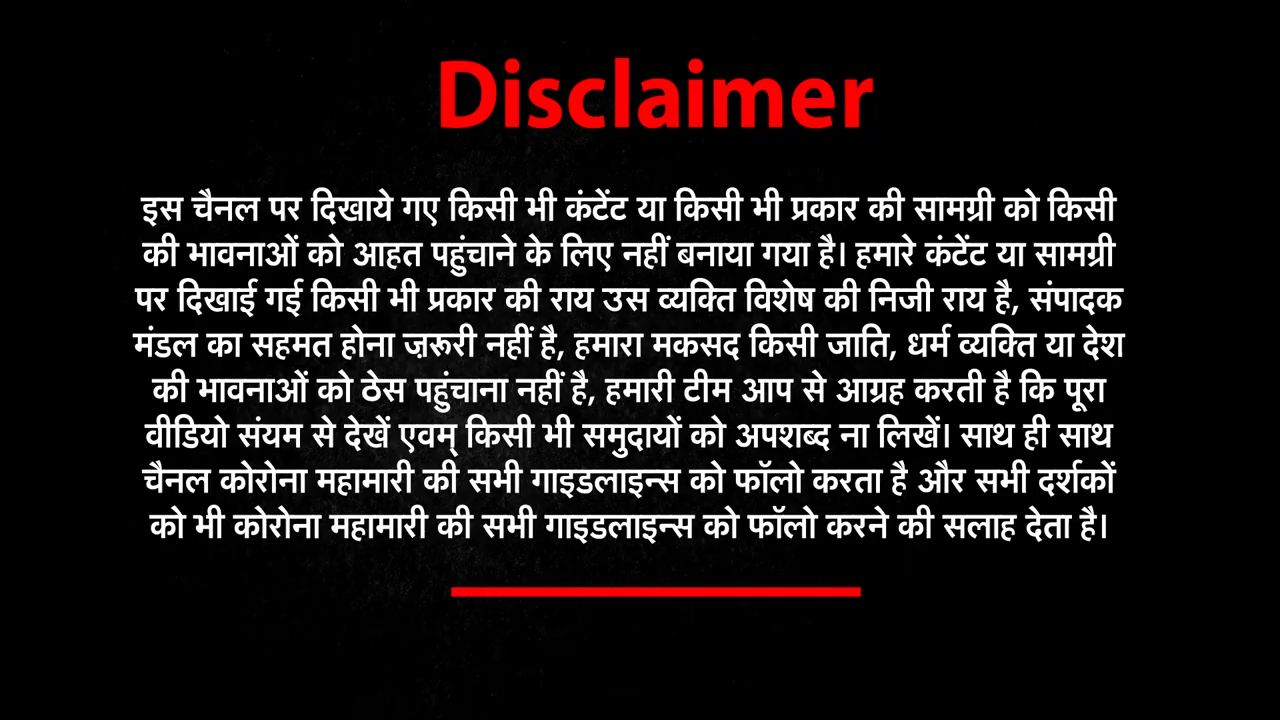 Disclaimer
इस चैनल पर दिखाये गए किसी भी कंटेंट या किसी भी प्रकार की सामग्री को किसी
की भावनाओं को आहत पहुंचाने के लिए नहीं बनाया गया है। हमारे कंटेंट या सामग्री
पर दिखाई गई किसी भी प्रकार की राय उस व्यक्ति विशेष की निजी राय है, संपादक
मंडल का सहमत होना ज़रूरी नहीं है, हमारा मकसद किसी जाति, धर्म व्यक्ति या देश
की भावनाओं को ठेस पहुंचाना नहीं है, हमारी टीम आप से आग्रह करती है कि पूरा
वीडियो संयम से देखें एवम् किसी भी समुदायों को अपशब्द ना लिखें। साथ ही साथ
चैनल कोरोना महामारी की सभी गाइडलाइन्स को फॉलो करता है और सभी दर्शकों
को भी कोरोना महामारी की सभी गाइडलाइन्स को फॉलो करने की सलाह देता है।